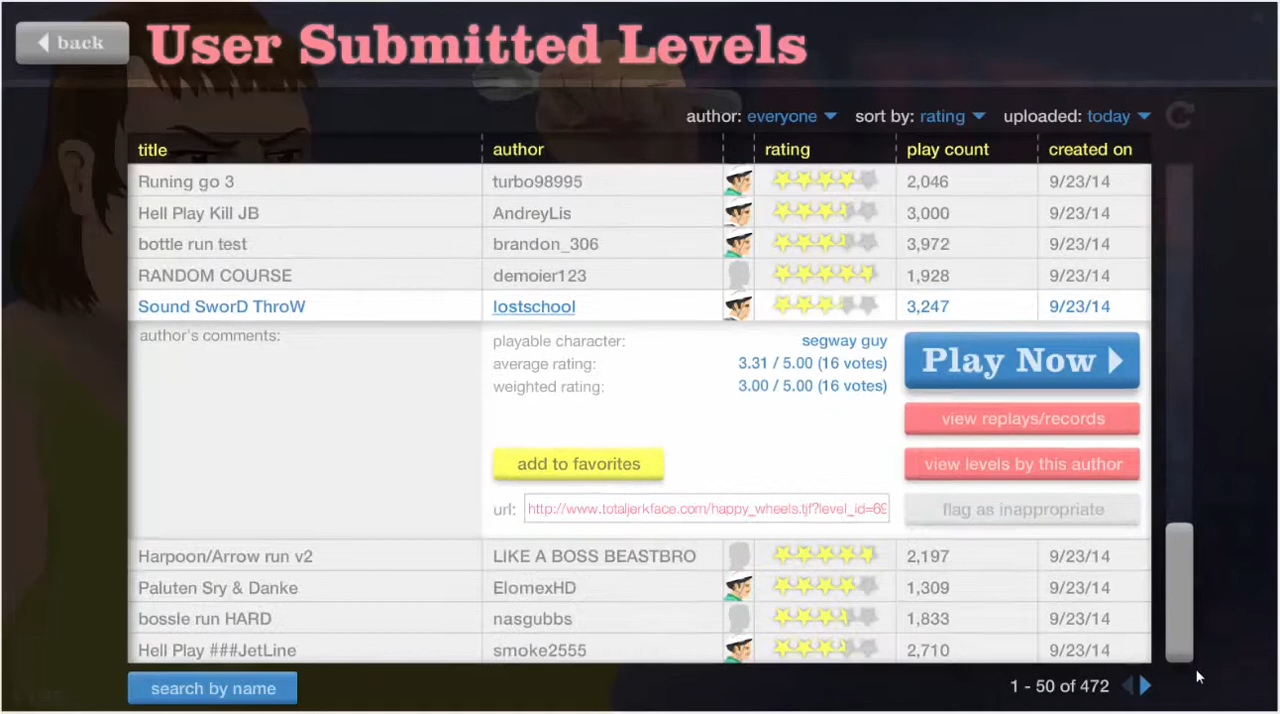 back
User Submitted Levels
author: everyone sort by: rating uploaded: today
title author rating play count created on
Runing go 3 turbo98995 2,046 9/23/14
Hell Play Kill JB AndreyLis 3,000 9/23/14
bottle run test brandon_306 3,972 9/23/14
RANDOM COURSE demoier123 1,928 9/23/14
Sound SworD ThroW lostschool 3,247 9/23/14
author's comments:
playable character: segway guy
average rating: 3.31 / 5.00 (16 votes)
weighted rating: 3.00 / 5.00 (16 votes)
Play Now
view replays/records
add to favorites
view levels by this author
url: http://www.totaljerkface.com/happy_wheels.tjf?level_id=69
flag as inappropriate
Harpoon/Arrow run v2 LIKE A BOSS BEASTBRO 2,197 9/23/14
Paluten Sry & Danke ElomexHD 1,309 9/23/14
bossle run HARD nasgubbs 1,833 9/23/14
Hell Play ###JetLine smoke2555 2,710 9/23/14
search by name
1 - 50 of 472